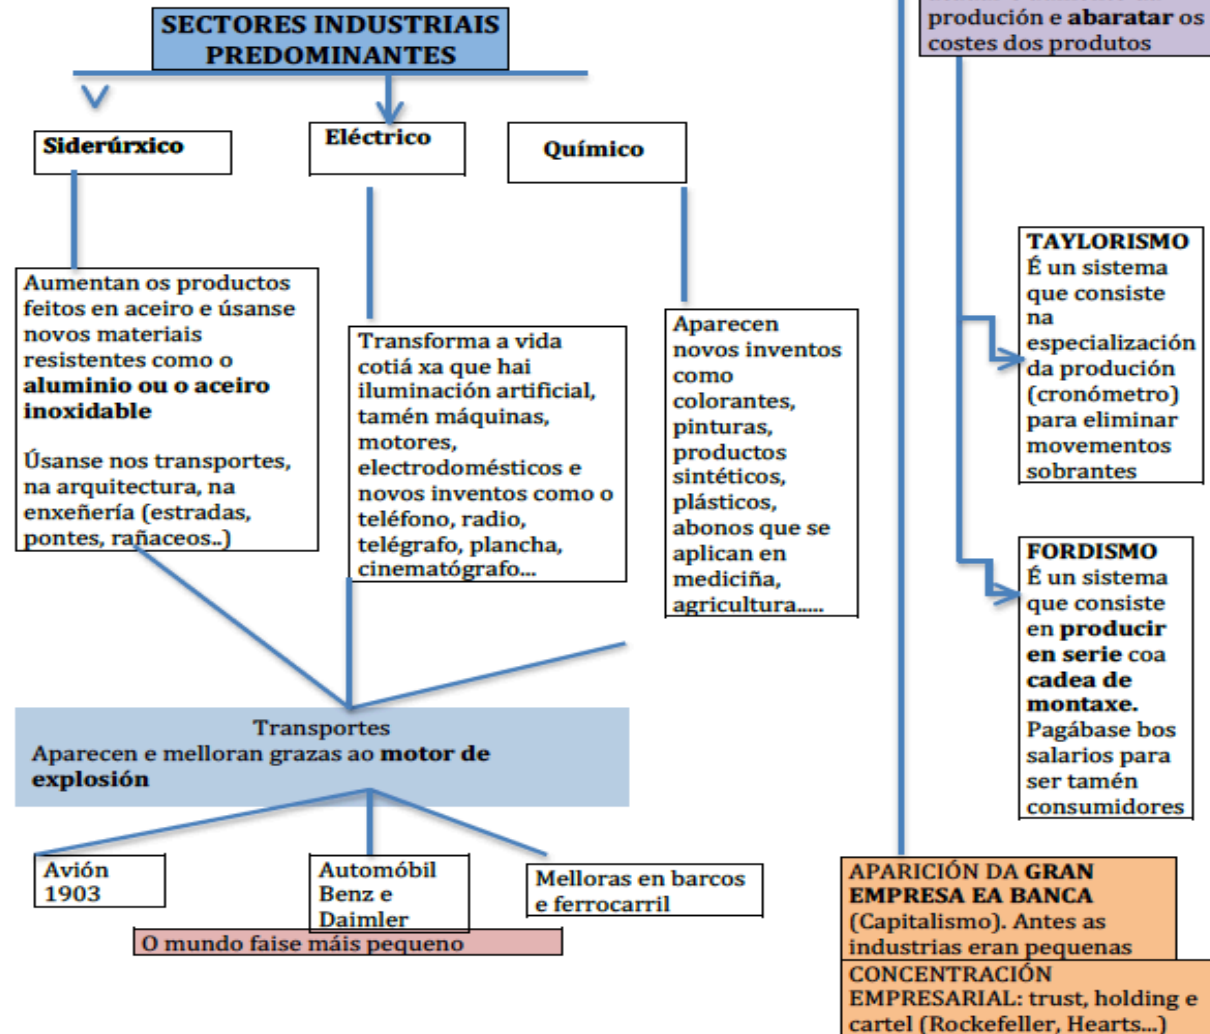 SECTORES INDUSTRIAIS
PREDOMINANTES
Siderúrxico
Eléctrico
Químico
Aumentan os productos
feitos en aceiro e úsanse
novos materiais
resistentes como o
aluminio ou o aceiro
inoxidable
Úsanse nos transportes,
na arquitectura, na
enxeñería (estradas,
pontes, rañaceos..)
Transforma a vida
cotiá xa que hai
iluminación artificial,
tamén máquinas,
motores,
electrodomésticos e
novos inventos como o
teléfono, radio,
telégrafo, plancha,
cinematógrafo...
Aparecen
novos inventos
como
colorantes,
pinturas,
productos
sintéticos,
plásticos,
abonos que se
aplican en
mediciña,
agricultura.....
Transportes
Aparecen e melloran grazas ao motor de
explosión
Avión
1903
Automóbil
Benz e
Daimler
Melloras en barcos
e ferrocarril
O mundo faise máis pequeno
produción e abaratar os
costes dos produtos
TAYLORISMO
É un sistema
que consiste
na
especialización
da produción
(cronómetro)
para eliminar
movementos
sobrantes
FORDISMO
É un sistema
que consiste
en producir
en serie coa
cadea de
montaxe.
Pagábase bos
salarios para
ser tamén
consumidores
APARICIÓN DA GRAN
EMPRESA EA BANCA
(Capitalismo). Antes as
industrias eran pequenas
CONCENTRACIÓN
EMPRESARIAL: trust, holding e
cartel (Rockefeller, Hearts...)